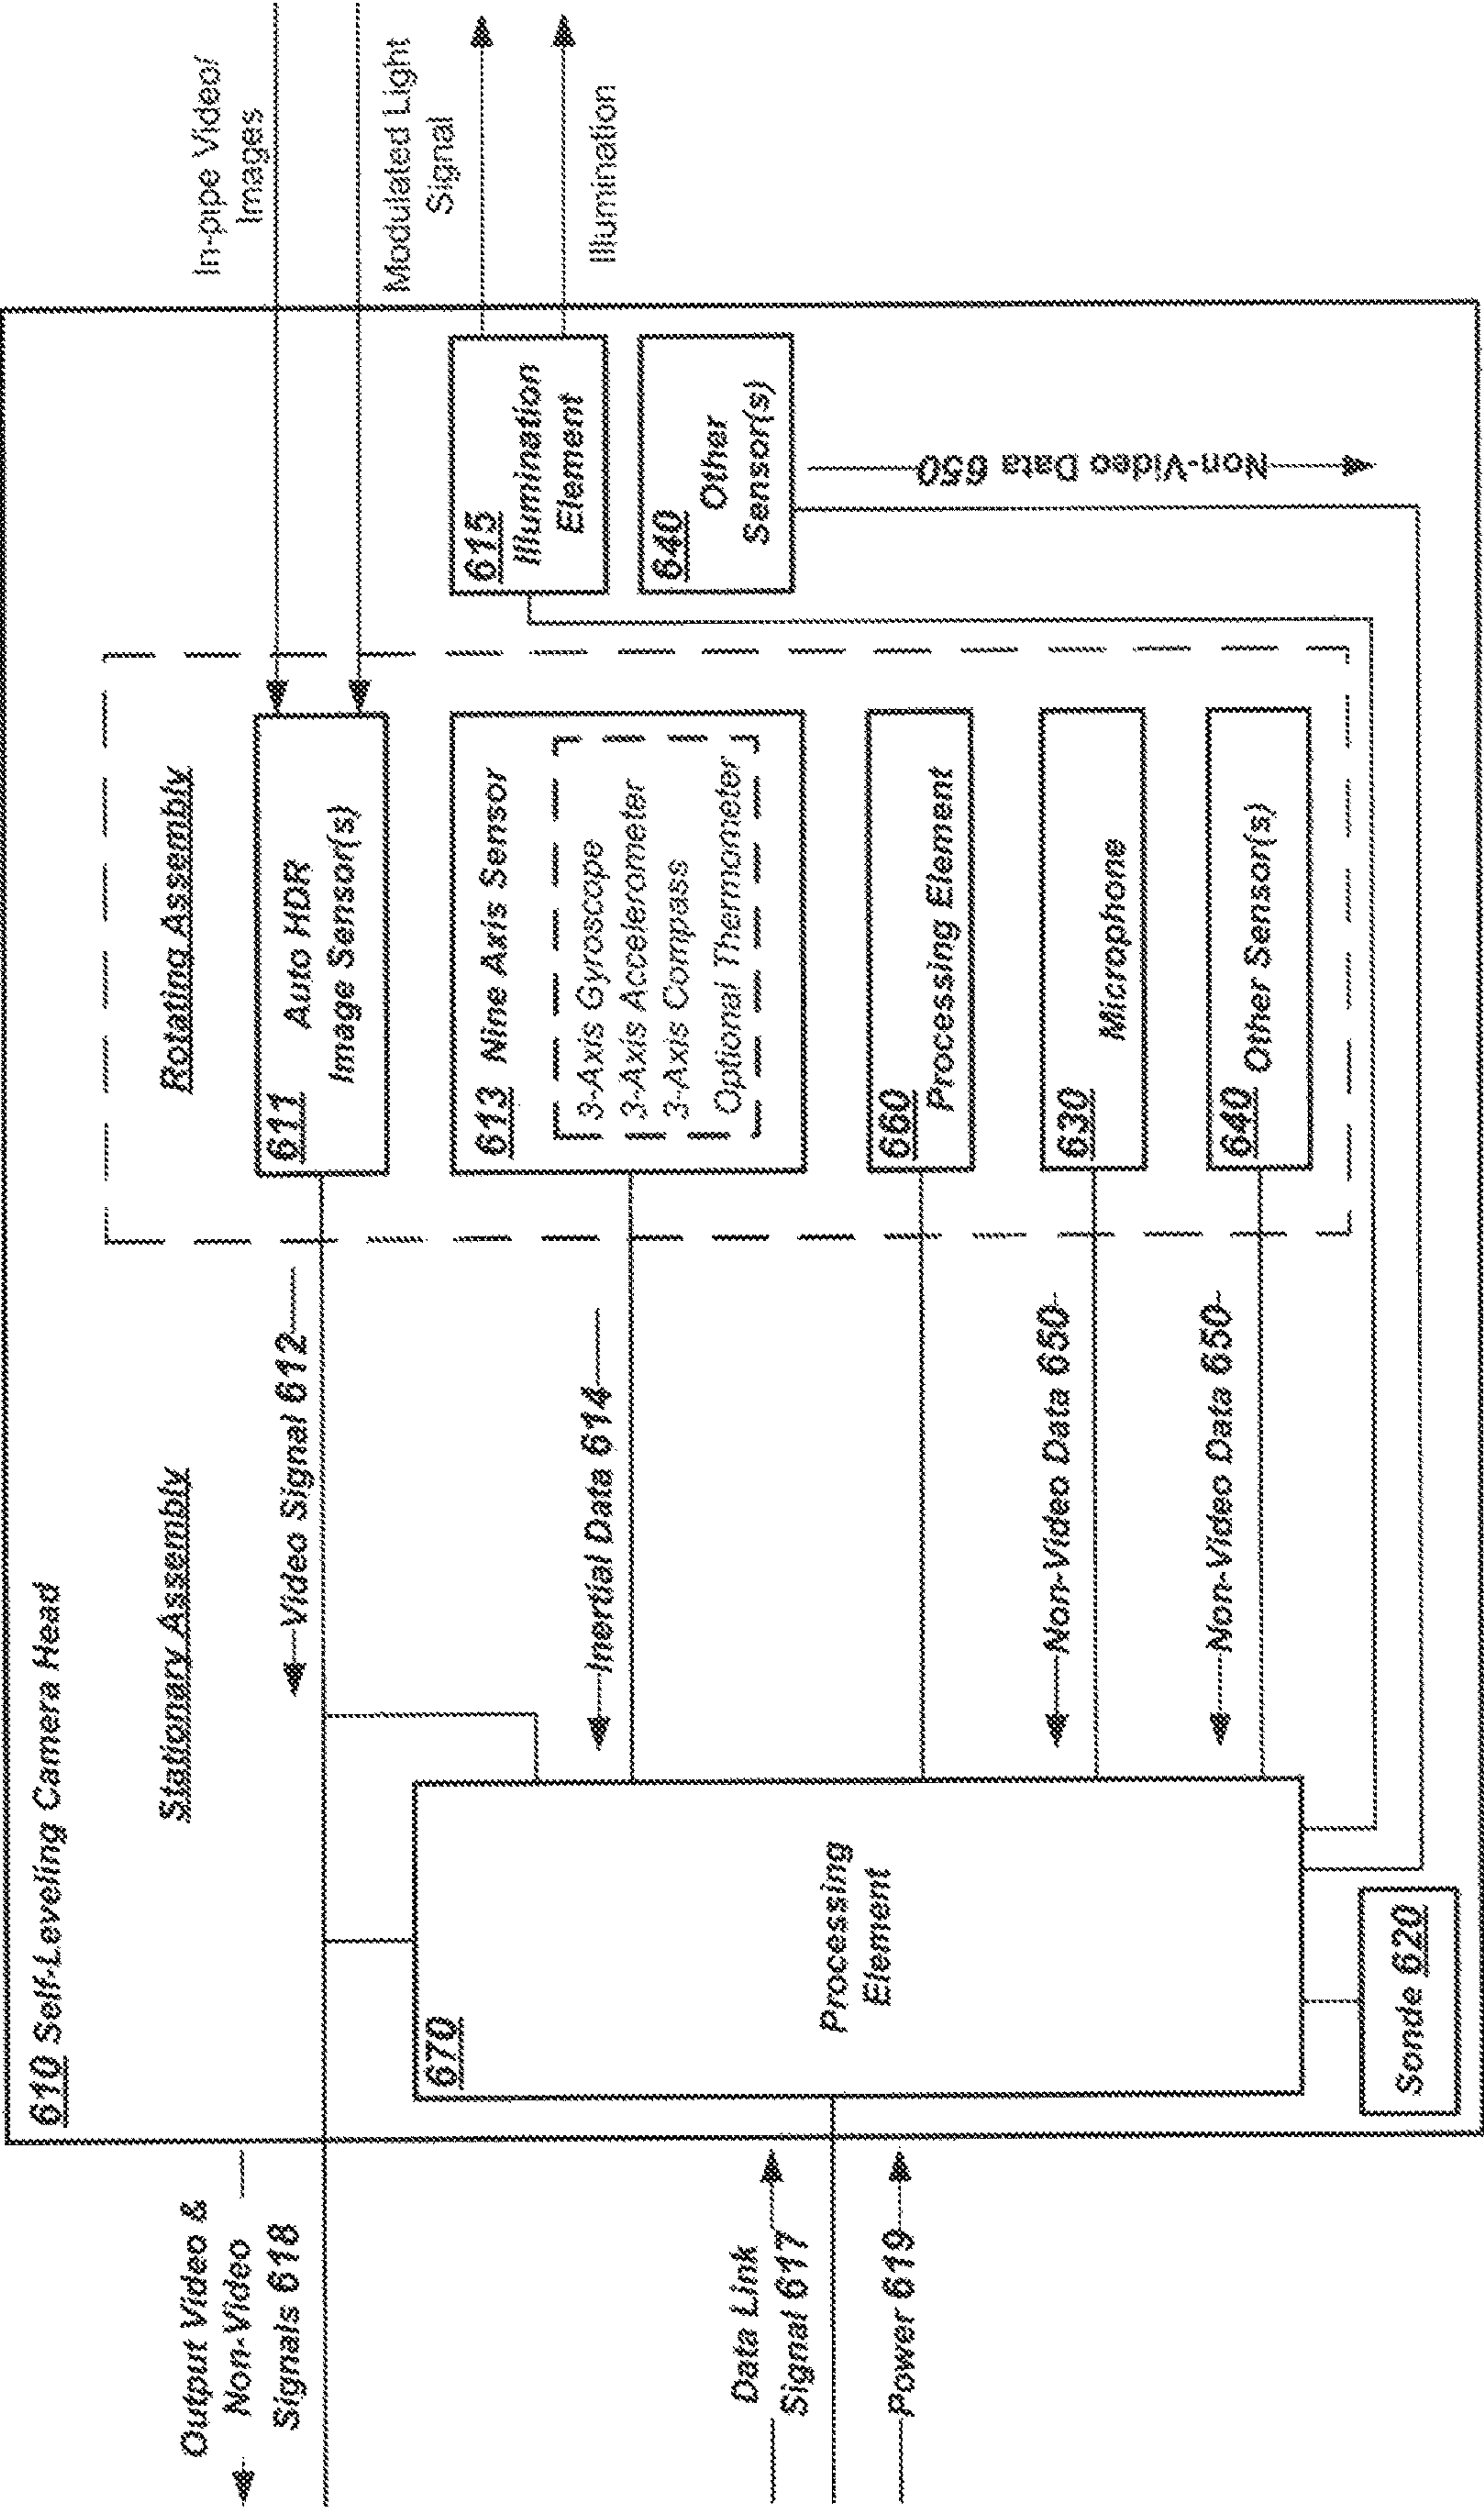 610 Self-Leveling Camera Head
Stationary Assembly
Rotating Assembly
In-pipe Video/
Images
Modulated Light
Signal
Illumination
Output Video &
Non-Video
Signals 618
Video Signal 612
611
Auto HDR
Image Sensor(s)
615
Illumination
Element
Inertial Data 614
613 Nine Axis Sensor
3-Axis Gyroscape
3-Axis Accelerometer
3-Axis Compass
Optional Thermometer
640
Other
Sensor(s)
Non-Video Data 650
670
Processing
Element
Data Link
Signal 617
Power 619
660
Processing Element
Non-Video Data 650
630
Microphone
Non-Video Data 650
640
Other Sensor(s)
Sonde 620